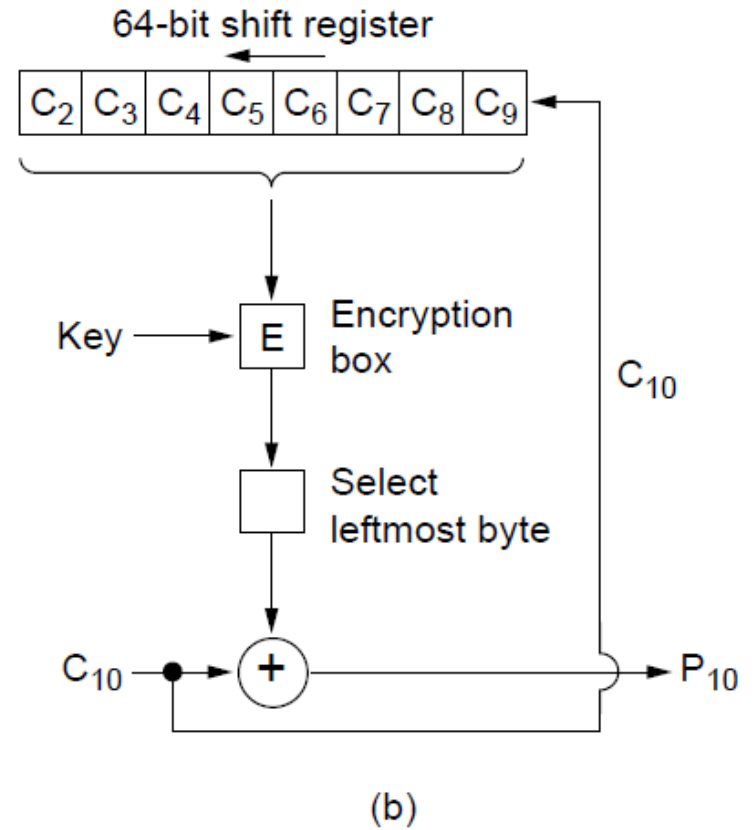 64-bit shift register
C2 C3 C4 C5 C6 C7 C8 C9
Key
E
Encryption
box
C10
Select
leftmost byte
C10
+
P10
(b)